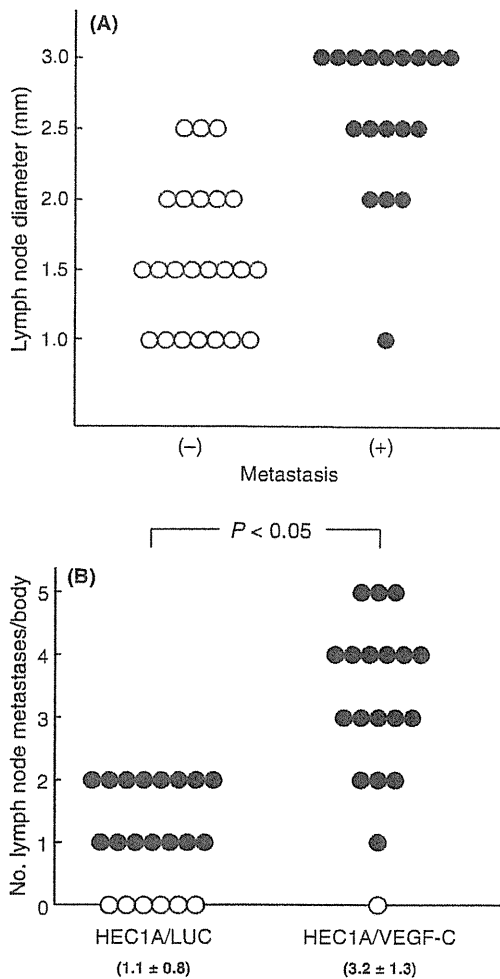 (A)
Lymph node diameter (mm)
3.0
2.5
2.0
1.5
1.0
(−)
(+)
Metastasis
P < 0.05
(B)
No. lymph node metastases/body
5
4
3
2
1
0
HEC1A/LUC
HEC1A/VEGF-C
(1.1 ± 0.8)
(3.2 ± 1.3)